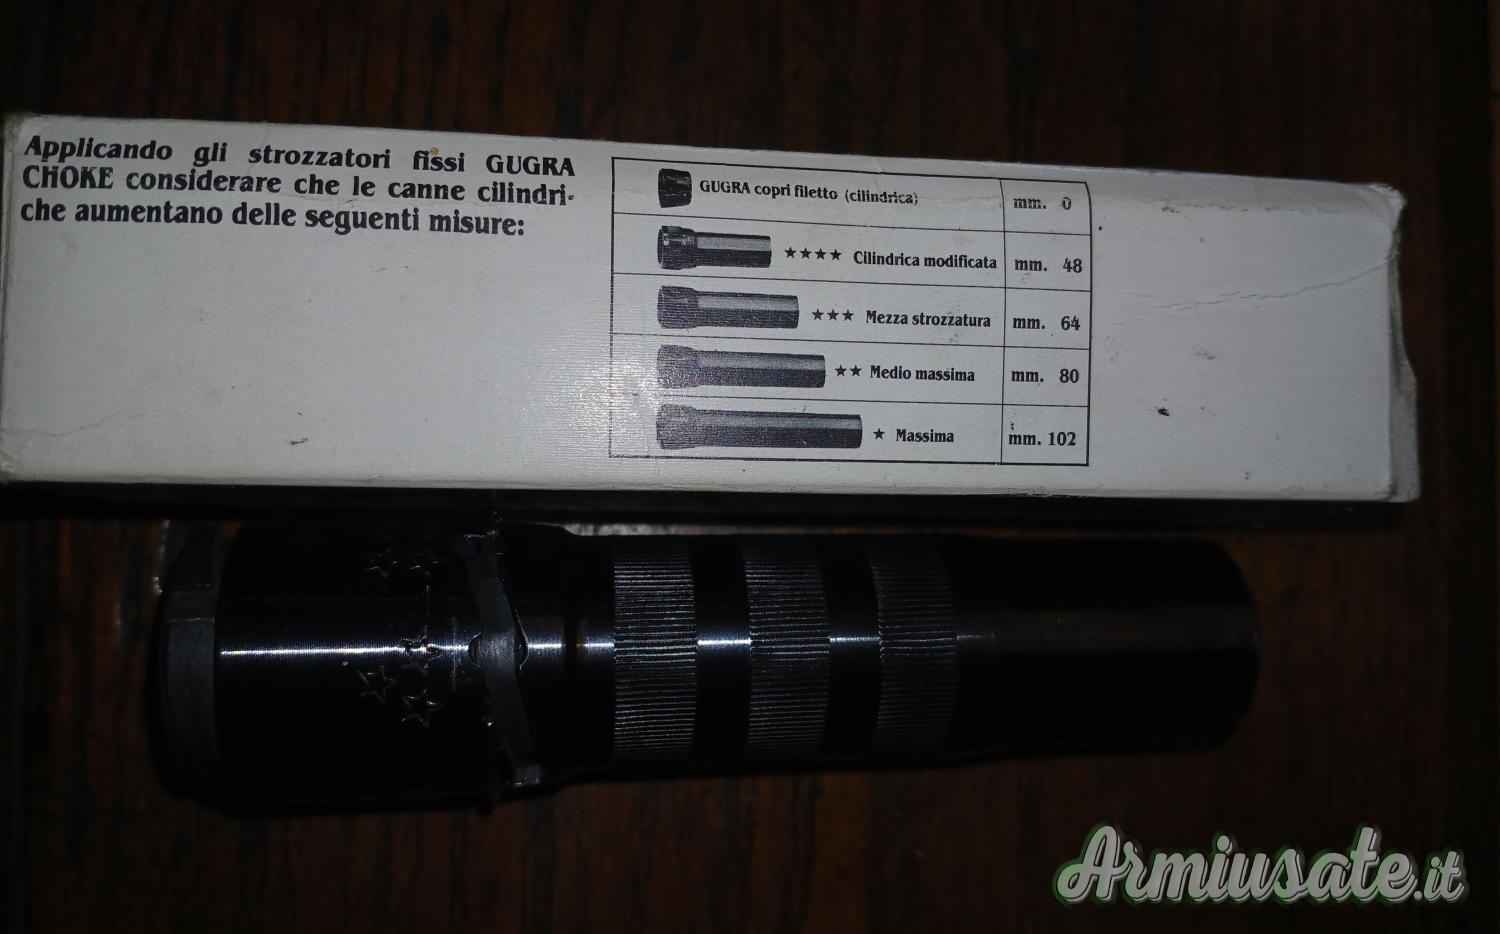 Applicando gli strozzatori fissi GUGRA
CHOKE considerare che le canne cilindri-
che aumentano delle seguenti misure:
GUGRA copri filetto (cilindrica) mm. 0
★★★★ Cilindrica modificata mm. 48
★★★ Mezza strozzatura mm. 64
★★ Medio massima mm. 80
★ Massima mm. 102
Armiusate.it